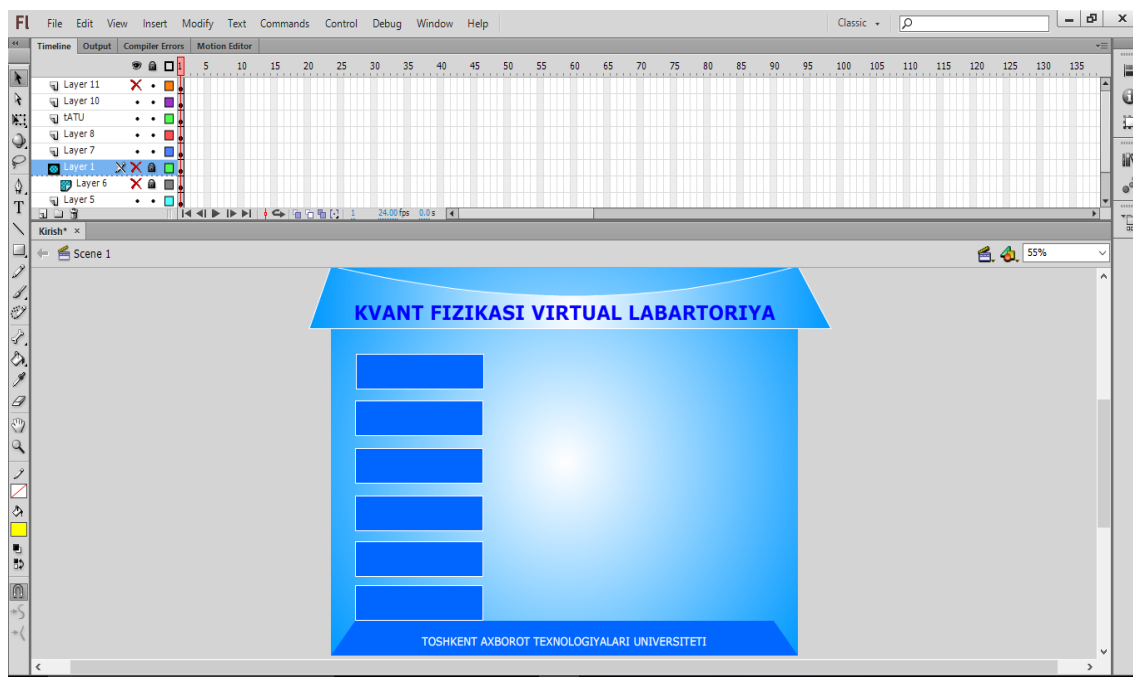 Fl File Edit View Insert Modify Text Commands Control Debug Window Help Classic
Timeline Output Compiler Errors Motion Editor
1 5 10 15 20 25 30 35 40 45 50 55 60 65 70 75 80 85 90 95 100 105 110 115 120 125 130 135
Layer 11
Layer 10
tATU
Layer 8
Layer 7
Layer 1
Layer 6
Layer 5
1 24.00 fps 0.0 s
Kirish*
Scene 1 55%
KVANT FIZIKASI VIRTUAL LABARTORIYA
TOSHKENT AXBOROT TEXNOLOGIYALARI UNIVERSITETI